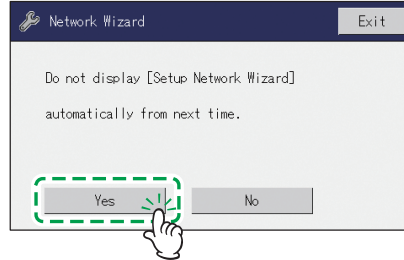 Network Wizard
Exit
Do not display [Setup Network Wizard]
automatically from next time.
Yes
No